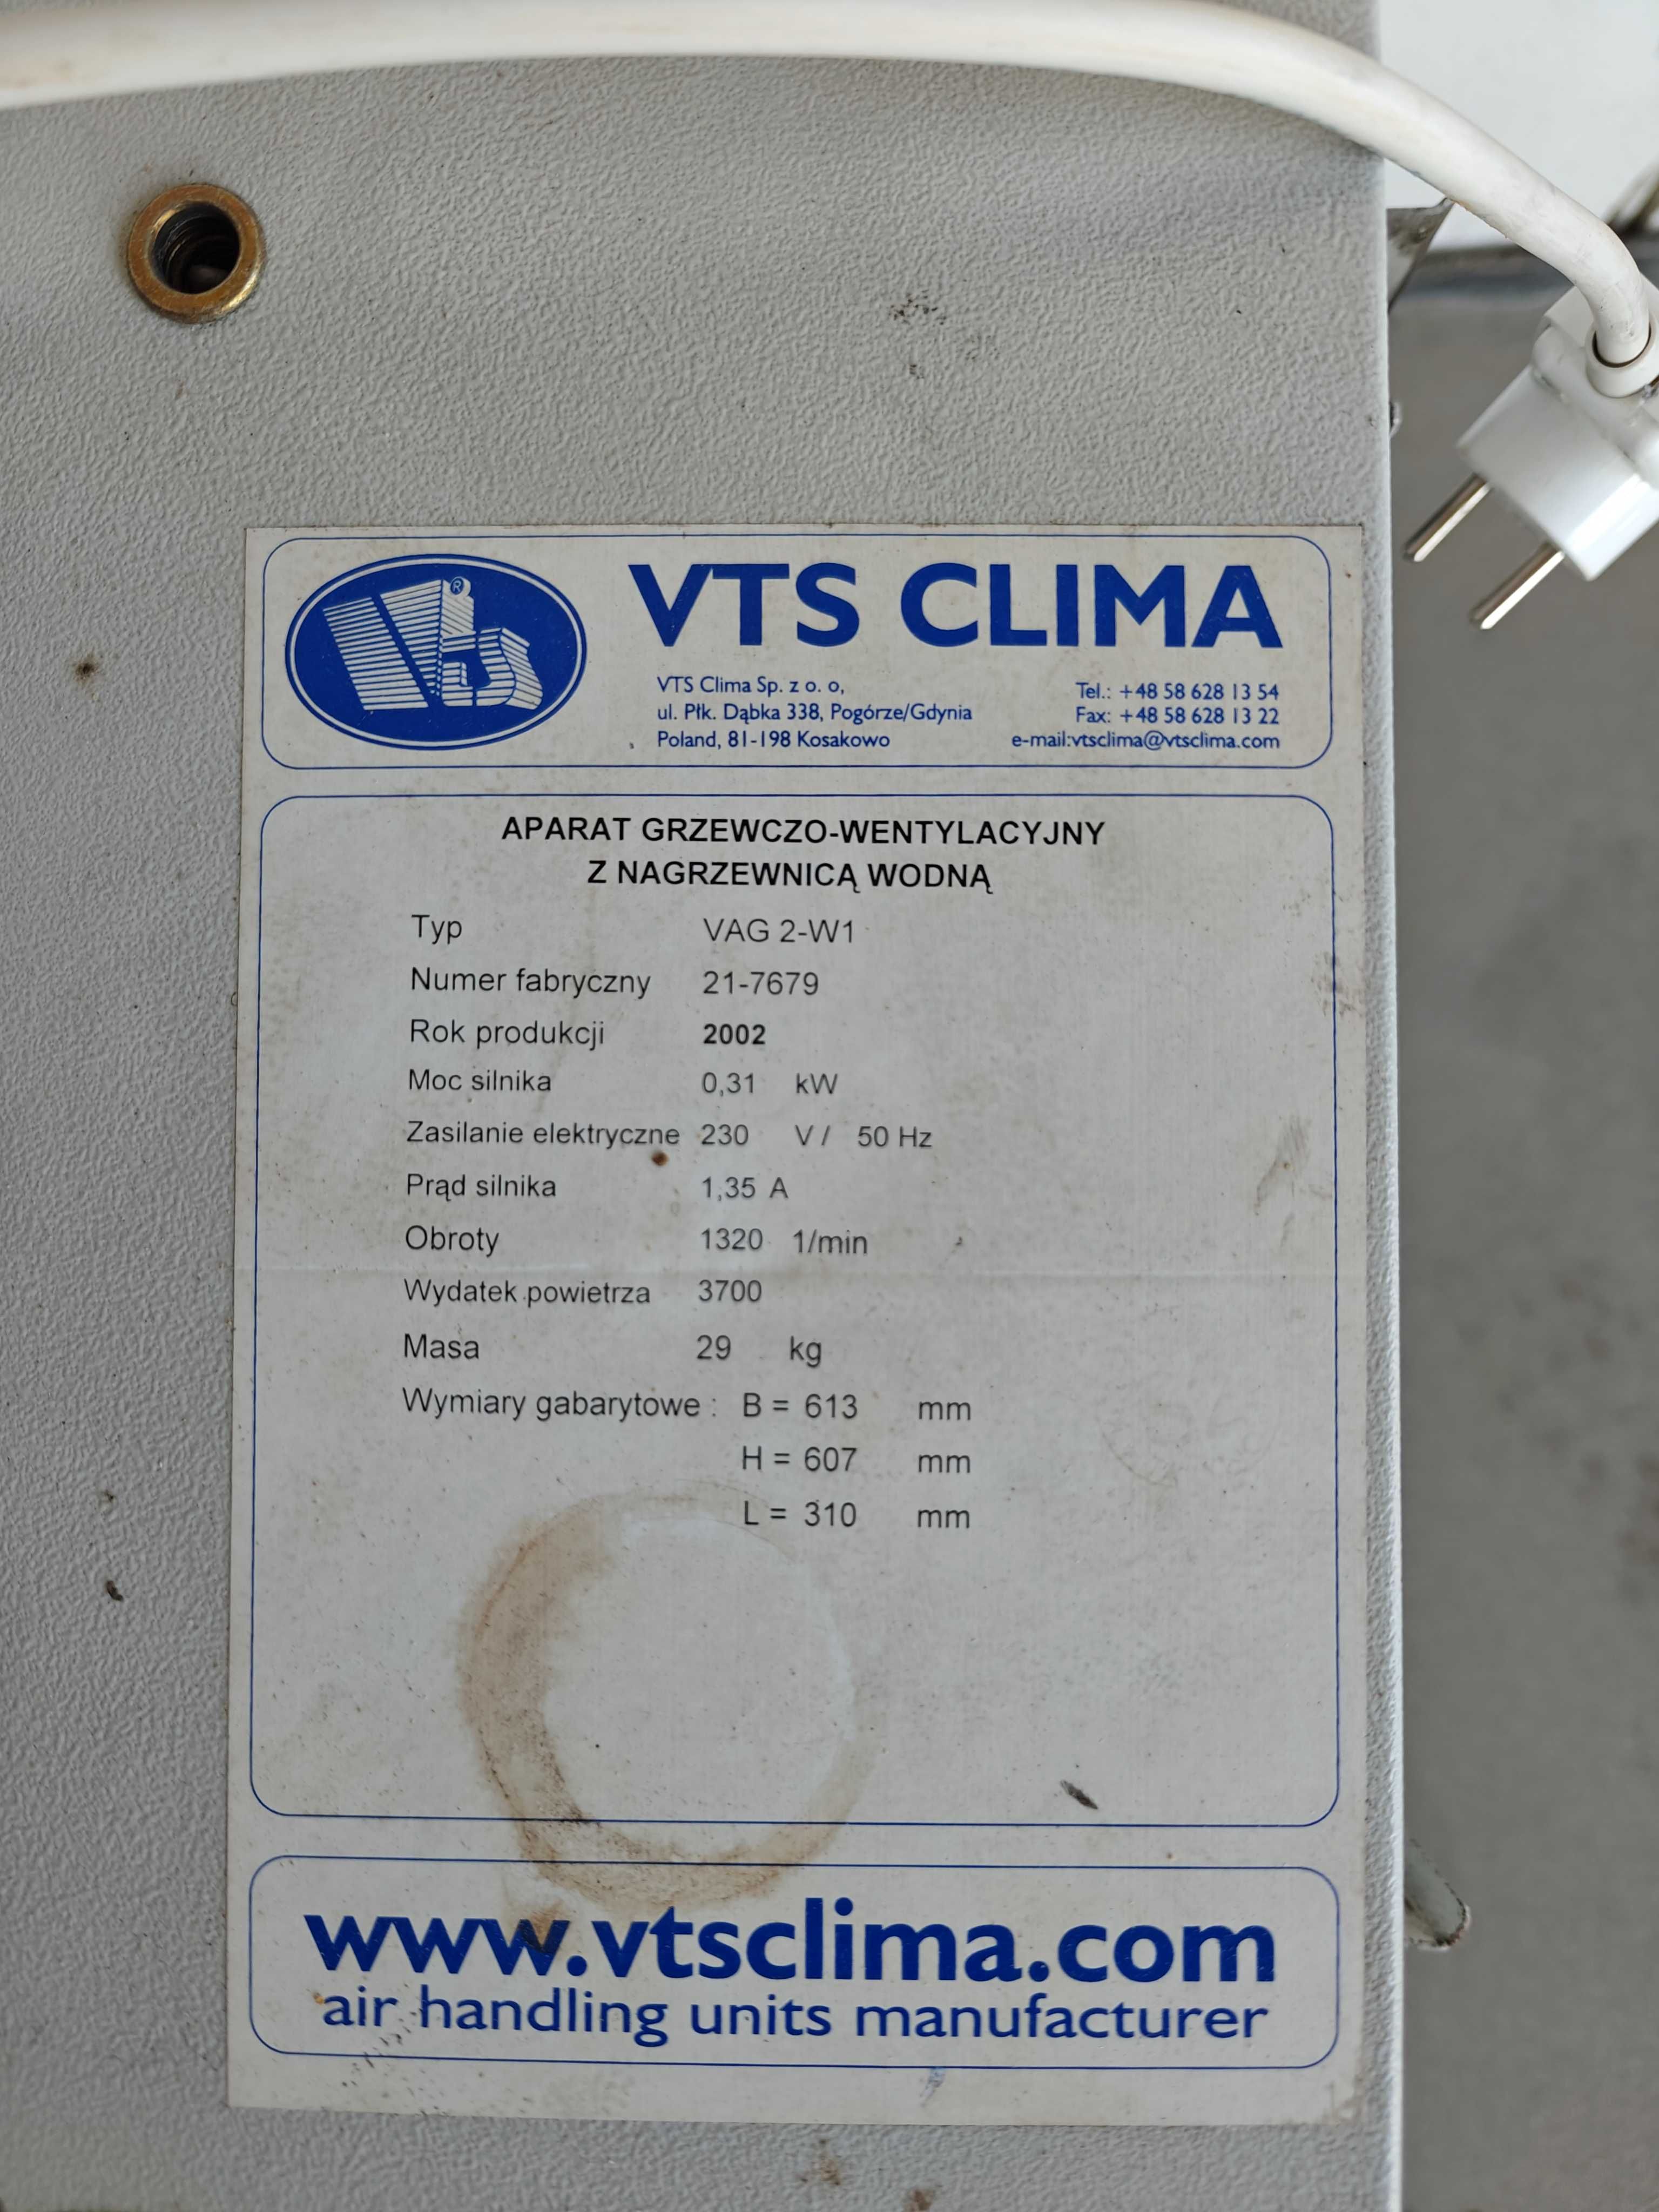 VTS ®
VTS CLIMA
VTS Clima Sp. z o. o,
ul. Płk. Dąbka 338, Pogórze/Gdynia
Poland, 81-198 Kosakowo
Tel.: +48 58 628 13 54
Fax: +48 58 628 13 22
e-mail:vtsclima@vtsclima.com
APARAT GRZEWCZO-WENTYLACYJNY
Z NAGRZEWNICĄ WODNĄ
Typ VAG 2-W1
Numer fabryczny 21-7679
Rok produkcji 2002
Moc silnika 0,31 kW
Zasilanie elektryczne 230 V / 50 Hz
Prąd silnika 1,35 A
Obroty 1320 1/min
Wydatek powietrza 3700
Masa 29 kg
Wymiary gabarytowe : B = 613 mm
H = 607 mm
L = 310 mm
www.vtsclima.com
air handling units manufacturer